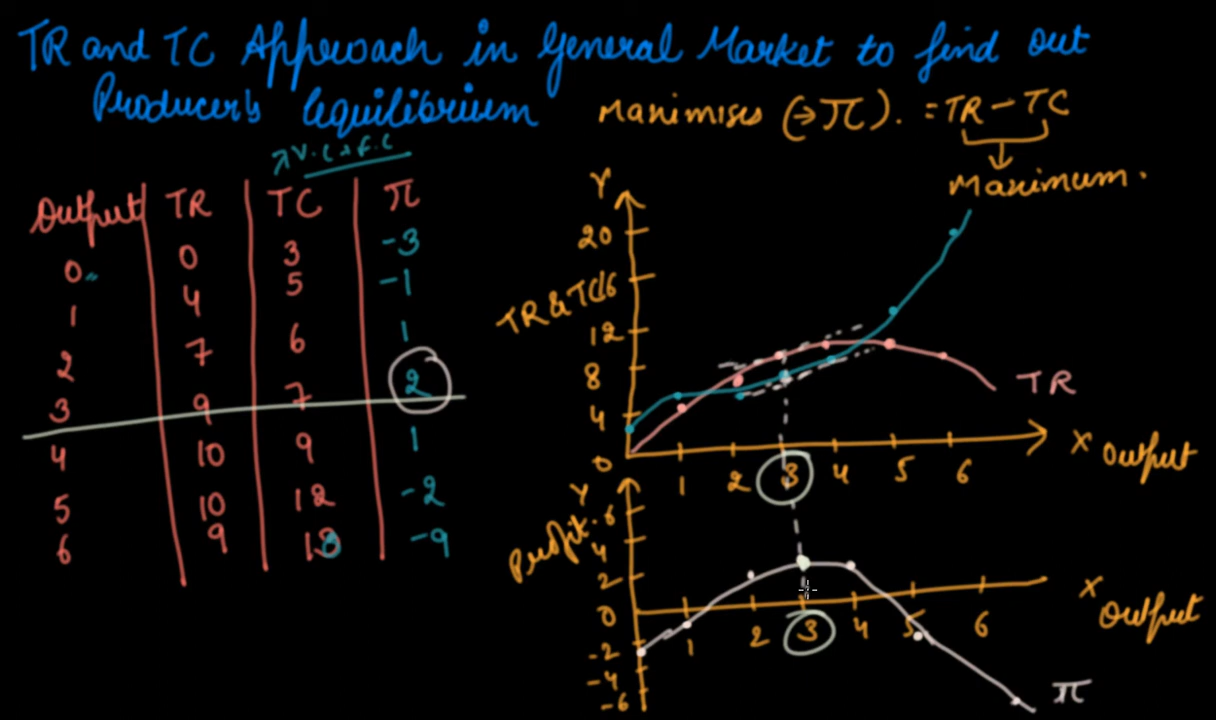 TR and TC Approach in General Market to find out
Producer's Equilibrium
Maximises (→π). = TR - TC
Maximum.
↗ V.C + F.C
Output TR TC π
0 0 3 -3
1 4 5 -1
2 7 6 1
3 9 7 2
4 10 9 1
5 10 12 -2
6 9 18 -9
Y
20
16
TR & TC
12
8
4
0
1 2 3 4 5 6
X Output
TR
Y
Profit
6
4
2
0
-2
-4
-6
1 2 3 4 5 6
X Output
π